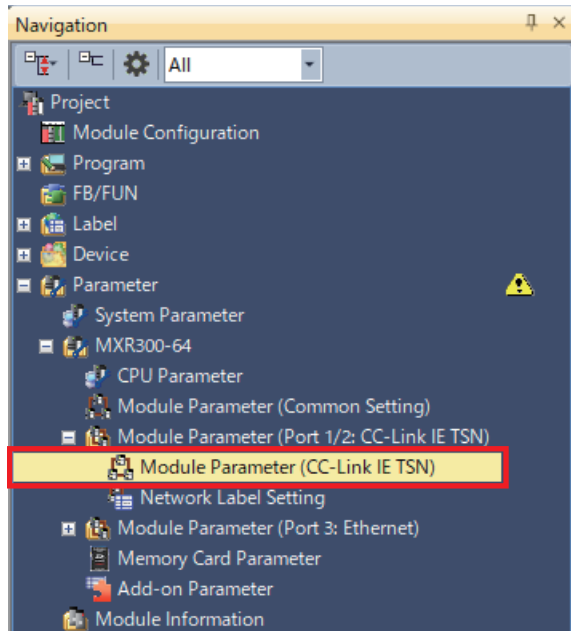 Navigation
All
Project
Module Configuration
Program
FB/FUN
Label
Device
Parameter
System Parameter
MXR300-64
CPU Parameter
Module Parameter (Common Setting)
Module Parameter (Port 1/2: CC-Link IE TSN)
Module Parameter (CC-Link IE TSN)
Network Label Setting
Module Parameter (Port 3: Ethernet)
Memory Card Parameter
Add-on Parameter
Module Information